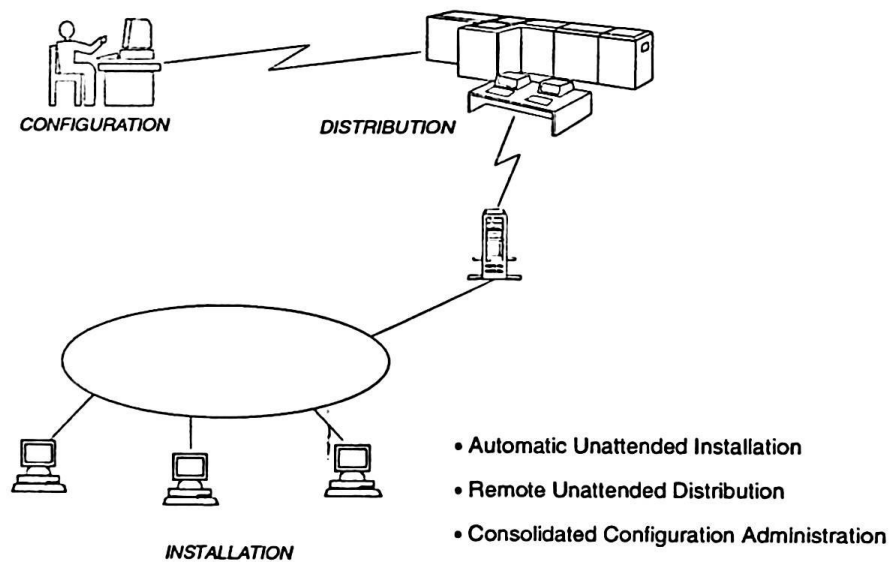 CONFIGURATION
DISTRIBUTION
INSTALLATION
• Automatic Unattended Installation
• Remote Unattended Distribution
• Consolidated Configuration Administration